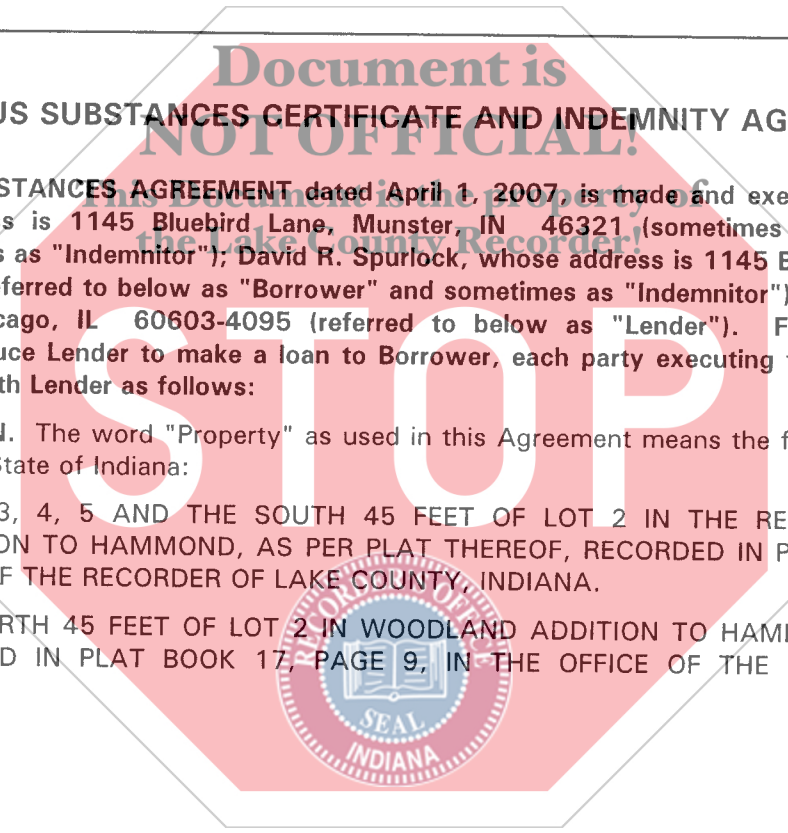 Document is
US SUBSTANCES CERTIFICATE AND INDEMNITY AG
NOT OFFICIAL!
STANCES AGREEMENT dated April 1, 2007, is made and exe
This Document is the property of
s is 1145 Bluebird Lane, Munster, IN 46321 (sometimes
the Lake County Recorder!
s as "Indemnitor"); David R. Spurlock, whose address is 1145 B
ferred to below as "Borrower" and sometimes as "Indemnitor")
cago, IL 60603-4095 (referred to below as "Lender"). F
uce Lender to make a loan to Borrower, each party executing
th Lender as follows:
STOP
. The word "Property" as used in this Agreement means the f
State of Indiana:
3, 4, 5 AND THE SOUTH 45 FEET OF LOT 2 IN THE RE
ON TO HAMMOND, AS PER PLAT THEREOF, RECORDED IN P
F THE RECORDER OF LAKE COUNTY, INDIANA.
RTH 45 FEET OF LOT 2 IN WOODLAND ADDITION TO HAM
D IN PLAT BOOK 17, PAGE 9, IN THE OFFICE OF THE
RECORDER'S OFFICE
SEAL
INDIANA